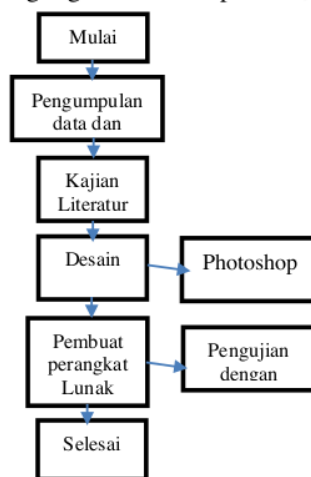 Mulai
Pengumpulan
data dan
Kajian
Literatur
Desain
Photoshop
Pembuat
perangkat
Lunak
Pengujian
dengan
Selesai